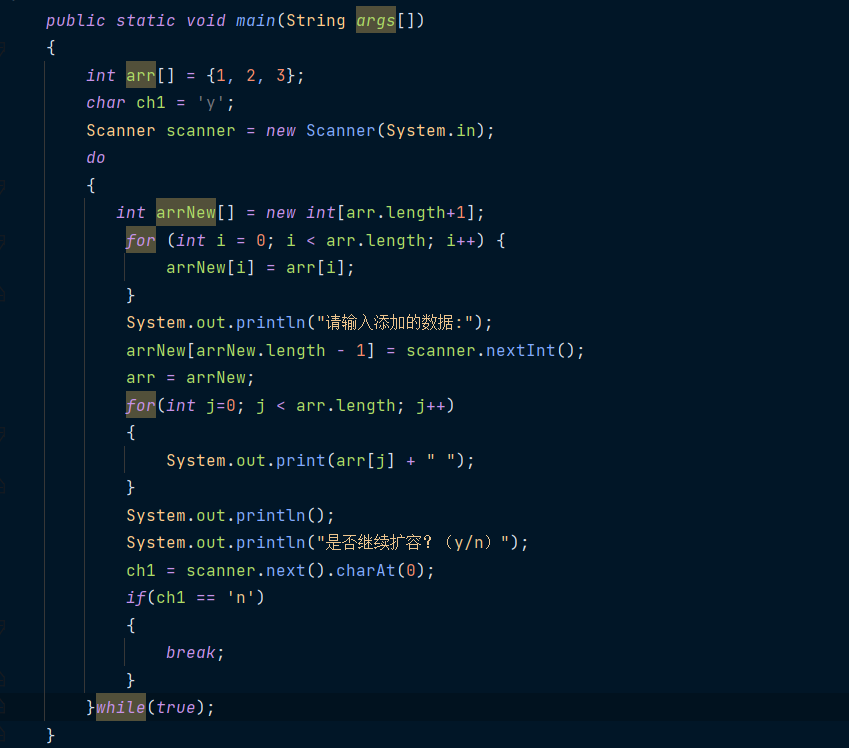 public static void main(String args[])
{
int arr[] = {1, 2, 3};
char ch1 = 'y';
Scanner scanner = new Scanner(System.in);
do
{
int arrNew[] = new int[arr.length+1];
for (int i = 0; i < arr.length; i++) {
arrNew[i] = arr[i];
}
System.out.println("请输入添加的数据:");
arrNew[arrNew.length - 1] = scanner.nextInt();
arr = arrNew;
for(int j=0; j < arr.length; j++)
{
System.out.print(arr[j] + " ");
}
System.out.println();
System.out.println("是否继续扩容？（y/n）");
ch1 = scanner.next().charAt(0);
if(ch1 == 'n')
{
break;
}
}while(true);
}